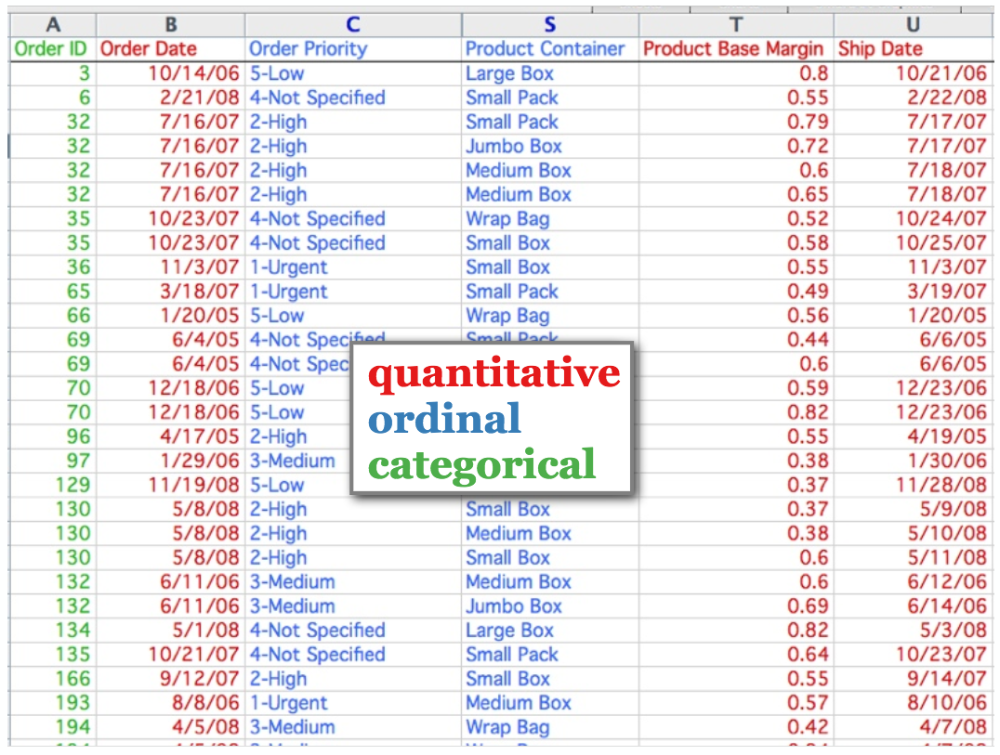 A B C S T U
Order ID Order Date Order Priority Product Container Product Base Margin Ship Date
3 10/14/06 5-Low Large Box 0.8 10/21/06
6 2/21/08 4-Not Specified Small Pack 0.55 2/22/08
32 7/16/07 2-High Small Pack 0.79 7/17/07
32 7/16/07 2-High Jumbo Box 0.72 7/17/07
32 7/16/07 2-High Medium Box 0.6 7/18/07
32 7/16/07 2-High Medium Box 0.65 7/18/07
35 10/23/07 4-Not Specified Wrap Bag 0.52 10/24/07
35 10/23/07 4-Not Specified Small Box 0.58 10/25/07
36 11/3/07 1-Urgent Small Box 0.55 11/3/07
65 3/18/07 1-Urgent Small Pack 0.49 3/19/07
66 1/20/05 5-Low Wrap Bag 0.56 1/20/05
69 6/4/05 4-Not Specified Small Pack 0.44 6/6/05
69 6/4/05 4-Not Spec 0.6 6/6/05
70 12/18/06 5-Low 0.59 12/23/06
70 12/18/06 5-Low 0.82 12/23/06
96 4/17/05 2-High 0.55 4/19/05
97 1/29/06 3-Medium 0.38 1/30/06
129 11/19/08 5-Low 0.37 11/28/08
quantitative
ordinal
categorical
130 5/8/08 2-High Small Box 0.37 5/9/08
130 5/8/08 2-High Medium Box 0.38 5/10/08
130 5/8/08 2-High Small Box 0.6 5/11/08
132 6/11/06 3-Medium Medium Box 0.6 6/12/06
132 6/11/06 3-Medium Jumbo Box 0.69 6/14/06
134 5/1/08 4-Not Specified Large Box 0.82 5/3/08
135 10/21/07 4-Not Specified Small Pack 0.64 10/23/07
166 9/12/07 2-High Small Box 0.55 9/14/07
193 8/8/06 1-Urgent Medium Box 0.57 8/10/06
194 4/5/08 3-Medium Wrap Bag 0.42 4/7/08